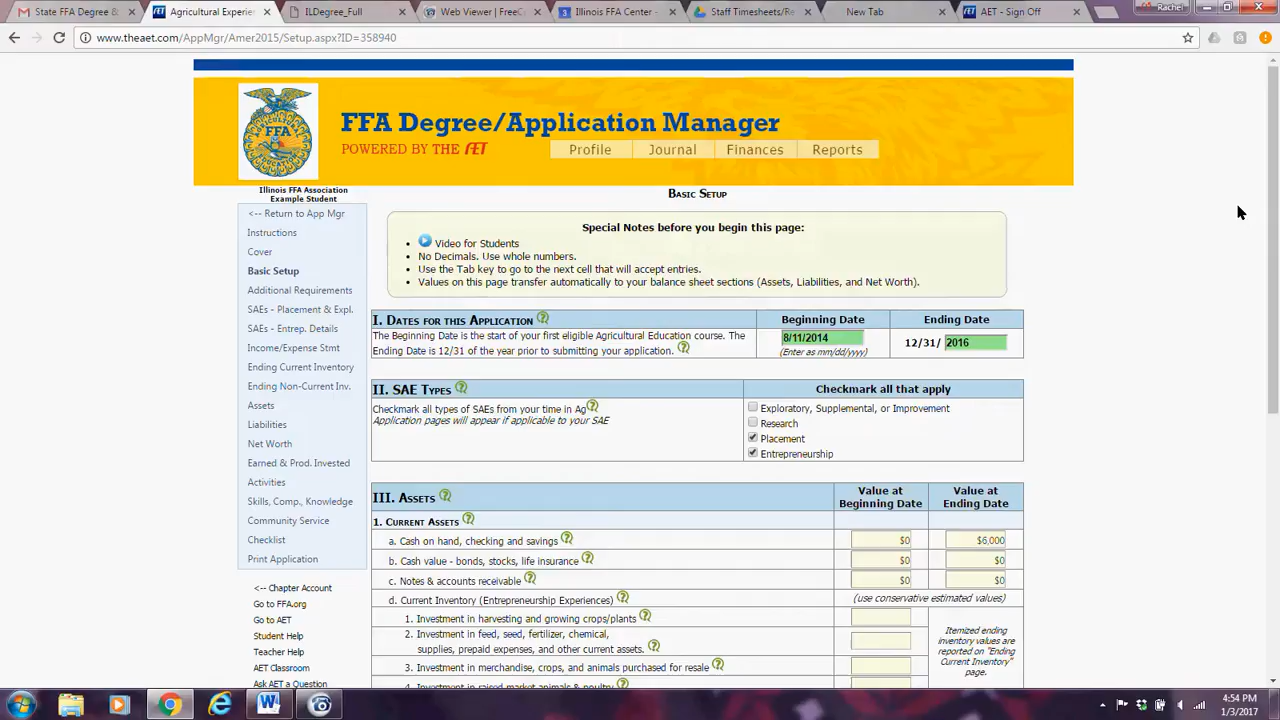 State FFA Degree &
Agricultural Experie
ILDegree_Full
Web Viewer | FreeC
Illinois FFA Center -
Staff Timesheets/Re
New Tab
AET - Sign Off
Rachel
www.theaet.com/AppMgr/Amer2015/Setup.aspx?ID=358940
FFA Degree/Application Manager
POWERED BY THE AET
Profile Journal Finances Reports
Illinois FFA Association
Example Student
<-- Return to App Mgr
Instructions
Cover
Basic Setup
Additional Requirements
SAEs - Placement & Expl.
SAEs - Entrep. Details
Income/Expense Stmt
Ending Current Inventory
Ending Non-Current Inv.
Assets
Liabilities
Net Worth
Earned & Prod. Invested
Activities
Skills, Comp., Knowledge
Community Service
Checklist
Print Application
<-- Chapter Account
Go to FFA.org
Go to AET
Student Help
Teacher Help
AET Classroom
Ask AET a Question
BASIC SETUP
Special Notes before you begin this page:
• Video for Students
• No Decimals. Use whole numbers.
• Use the Tab key to go to the next cell that will accept entries.
• Values on this page transfer automatically to your balance sheet sections (Assets, Liabilities, and Net Worth).
I. DATES FOR THIS APPLICATION Beginning Date Ending Date
The Beginning Date is the start of your first eligible Agricultural Education course. The
Ending Date is 12/31 of the year prior to submitting your application.
8/11/2014
(Enter as mm/dd/yyyy)
12/31/ 2016
II. SAE TYPES Checkmark all that apply
Checkmark all types of SAEs from your time in Ag
Application pages will appear if applicable to your SAE
Exploratory, Supplemental, or Improvement
Research
Placement
Entrepreneurship
III. ASSETS
Value at
Beginning Date
Value at
Ending Date
1. CURRENT ASSETS
a. Cash on hand, checking and savings $0 $6,000
b. Cash value - bonds, stocks, life insurance $0 $0
c. Notes & accounts receivable $0 $0
d. Current Inventory (Entrepreneurship Experiences) (use conservative estimated values)
1. Investment in harvesting and growing crops/plants
2. Investment in feed, seed, fertilizer, chemical,
supplies, prepaid expenses, and other current assets.
3. Investment in merchandise, crops, and animals purchased for resale
4. Investment in raised market animals & poultry
Itemized ending
inventory values are
reported on "Ending
Current Inventory"
page.
4:54 PM
1/3/2017